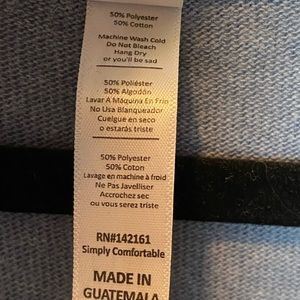 50% Polyester
50% Cotton
Machine Wash Cold
Do Not Bleach
Hang Dry
or you'll be sad
50% Poliéster
50% Algodón
Lavar A Máquina En Frio
No Usa Blanqueador
Cuelgue en seco
o estarás triste
50% Polyester
50% Coton
Lavage en machine à froid
Ne Pas Javelliser
Accrochez sec
ou vous serez triste
RN#142161
Simply Comfortable
MADE IN
GUATEMALA